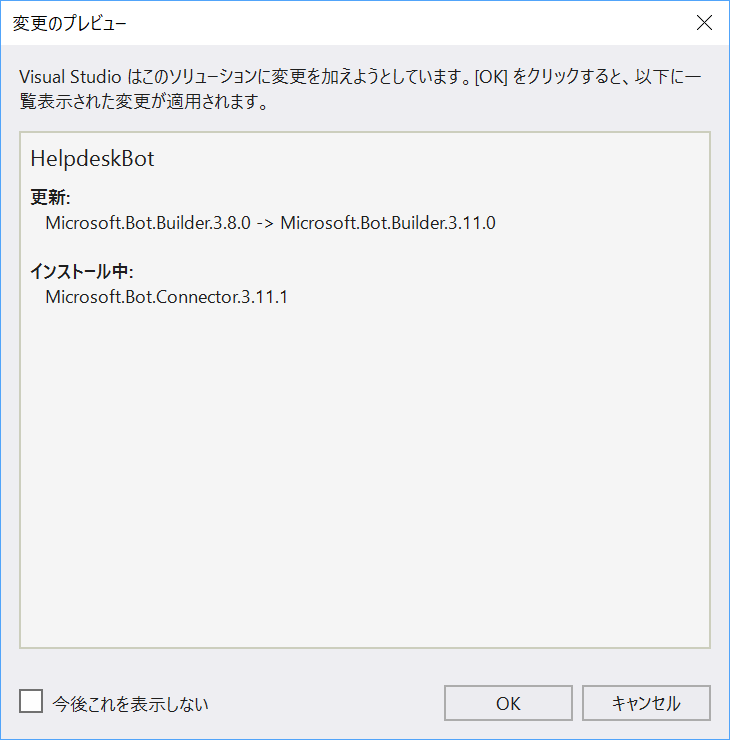 変更のプレビュー
Visual Studio はこのソリューションに変更を加えようとしています。[OK] をクリックすると、以下に一
覧表示された変更が適用されます。
HelpdeskBot
更新:
Microsoft.Bot.Builder.3.8.0 -> Microsoft.Bot.Builder.3.11.0
インストール中:
Microsoft.Bot.Connector.3.11.1
今後これを表示しない
OK
キャンセル